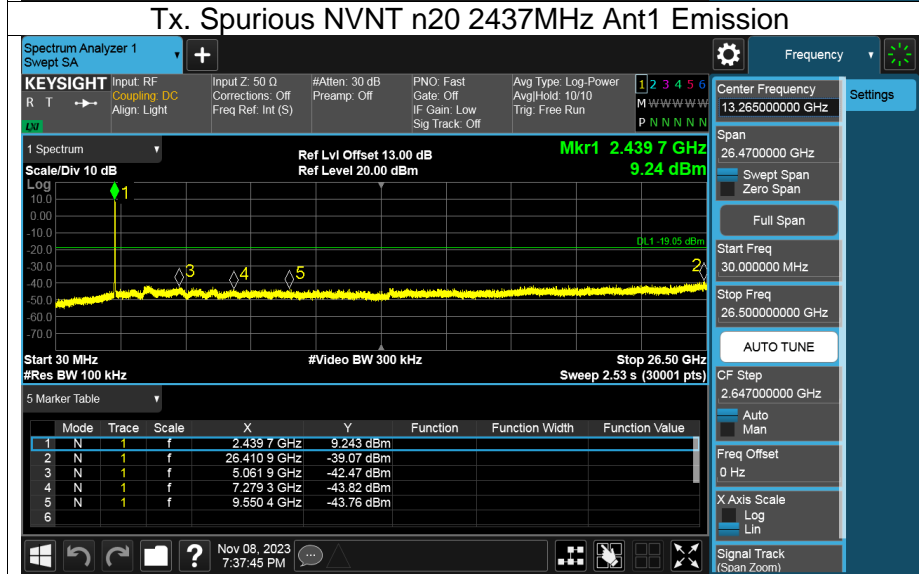 Tx. Spurious NVNT n20 2437MHz Ant1 Emission
Spectrum Analyzer 1
Swept SA
+
Frequency
Settings
KEYSIGHT
R T
LXI
Input: RF
Coupling: DC
Align: Light
Input Z: 50 Ω
Corrections: Off
Freq Ref: Int (S)
#Atten: 30 dB
Preamp: Off
PNO: Fast
Gate: Off
IF Gain: Low
Sig Track: Off
Avg Type: Log-Power
Avg|Hold: 10/10
Trig: Free Run
1 2 3 4 5 6
M W W W W W
P N N N N N
1 Spectrum
Scale/Div 10 dB
Ref Lvl Offset 13.00 dB
Ref Level 20.00 dBm
Mkr1 2.439 7 GHz
9.24 dBm
Log
10.0
0.00
-10.0
-20.0
-30.0
-40.0
-50.0
-60.0
-70.0
1
DL1 -19.05 dBm
2
3
4
5
Start 30 MHz
#Res BW 100 kHz
#Video BW 300 kHz
Stop 26.50 GHz
Sweep 2.53 s (30001 pts)
5 Marker Table
Mode Trace Scale X Y Function Function Width Function Value
1 N 1 f 2.439 7 GHz 9.243 dBm
2 N 1 f 26.410 9 GHz -39.07 dBm
3 N 1 f 5.061 9 GHz -42.47 dBm
4 N 1 f 7.279 3 GHz -43.82 dBm
5 N 1 f 9.550 4 GHz -43.76 dBm
6
?
Nov 08, 2023
7:37:45 PM
Center Frequency
13.265000000 GHz
Span
26.4700000 GHz
Swept Span
Zero Span
Full Span
Start Freq
30.000000 MHz
Stop Freq
26.500000000 GHz
AUTO TUNE
CF Step
2.647000000 GHz
Auto
Man
Freq Offset
0 Hz
X Axis Scale
Log
Lin
Signal Track
(Span Zoom)